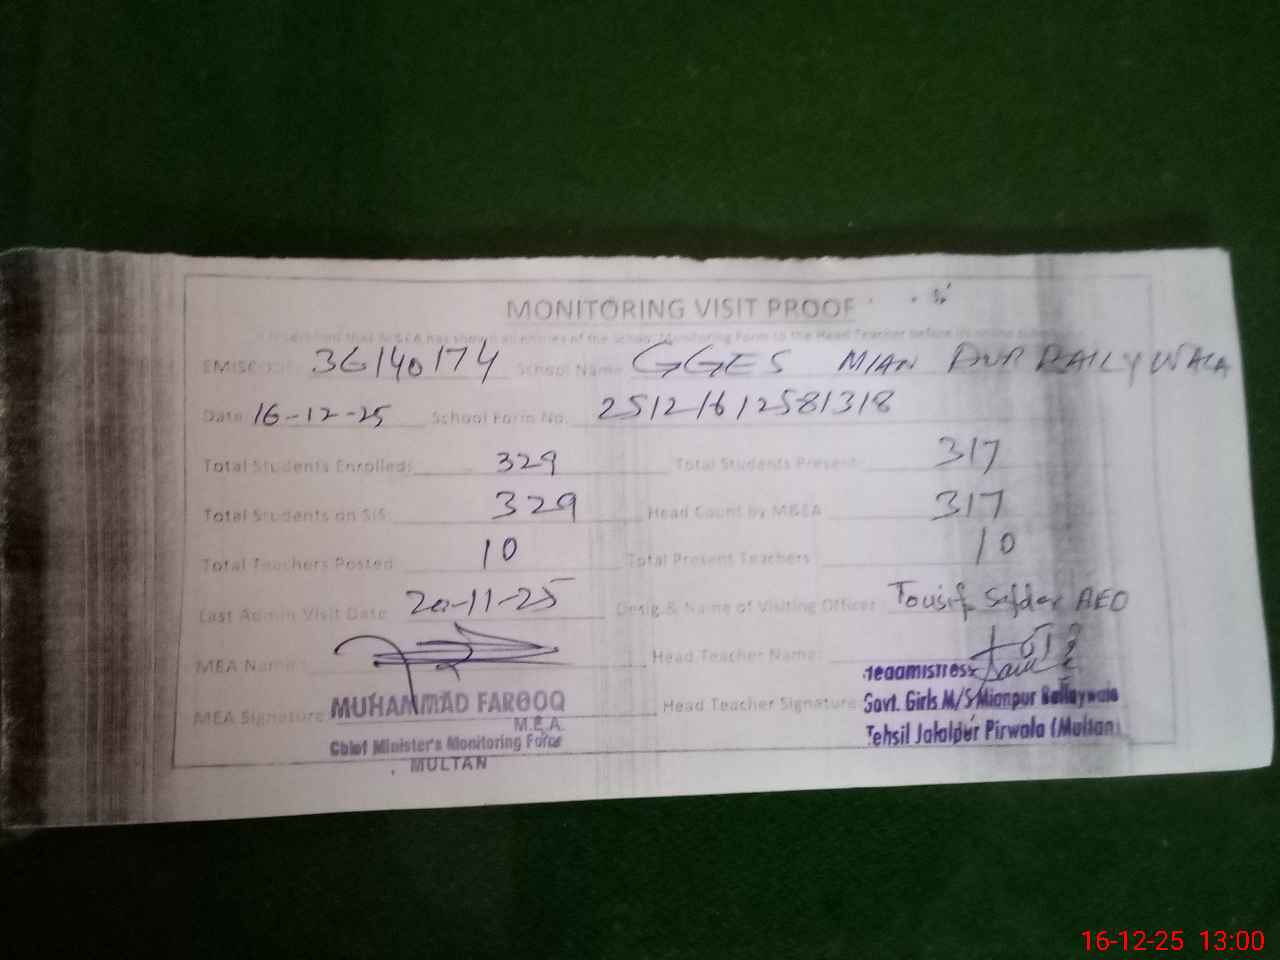 MONITORING VISIT PROOF
EMIS CODE 36140174 School Name GGES MIAN PUR RAILYWALA
Date 16-12-25 School Form No. 25121612581318
Total Students Enrolled: 329 Total Students Present: 317
Total Students on SIS: 329 Head Count by MEA 317
Total Teachers Posted 10 Total Present Teachers 10
Last Admin Visit Date 20-11-25 Desig & Name of Visiting Officer Tousif Safdar AEO
MEA Name: Head Teacher Name:
MEA Signature MUHAMMAD FAROOQ Head Teacher Signature
M.E.A.
Chief Minister's Monitoring Force
MULTAN
Headmistress
Govt. Girls M/S Mianpur Rallaywala
Tehsil Jalalpur Pirwala (Multan)
16-12-25 13:00